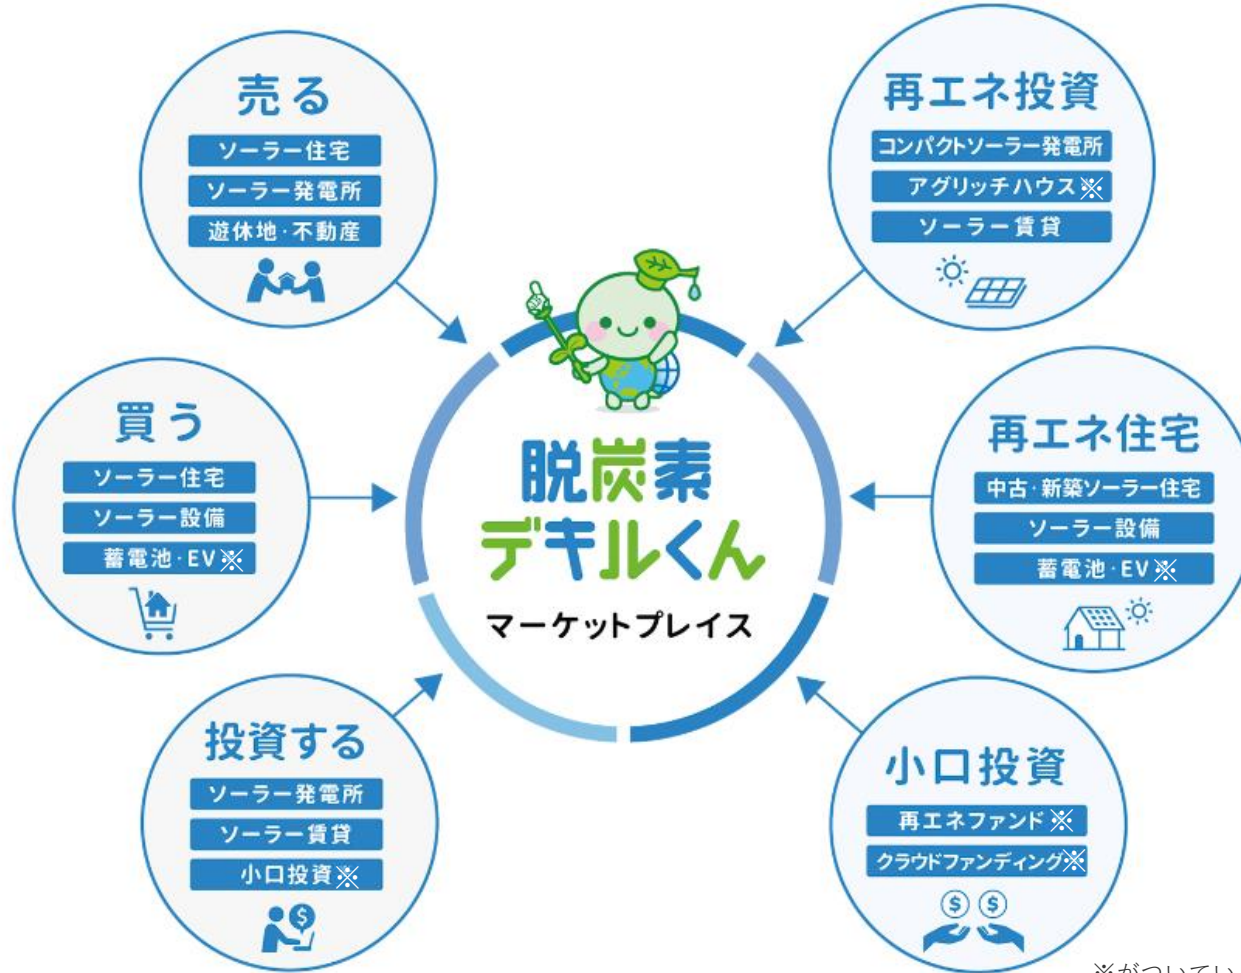 売る
ソーラー住宅
ソーラー発電所
遊休地・不動産
買う
ソーラー住宅
ソーラー設備
蓄電池・EV※
投資する
ソーラー発電所
ソーラー賃貸
小口投資※
脱炭素
デキルくん
マーケットプレイス
再エネ投資
コンパクトソーラー発電所
アグリッチハウス※
ソーラー賃貸
再エネ住宅
中古・新築ソーラー住宅
ソーラー設備
蓄電池・EV※
小口投資
再エネファンド※
クラウドファンディング※
※がついてい